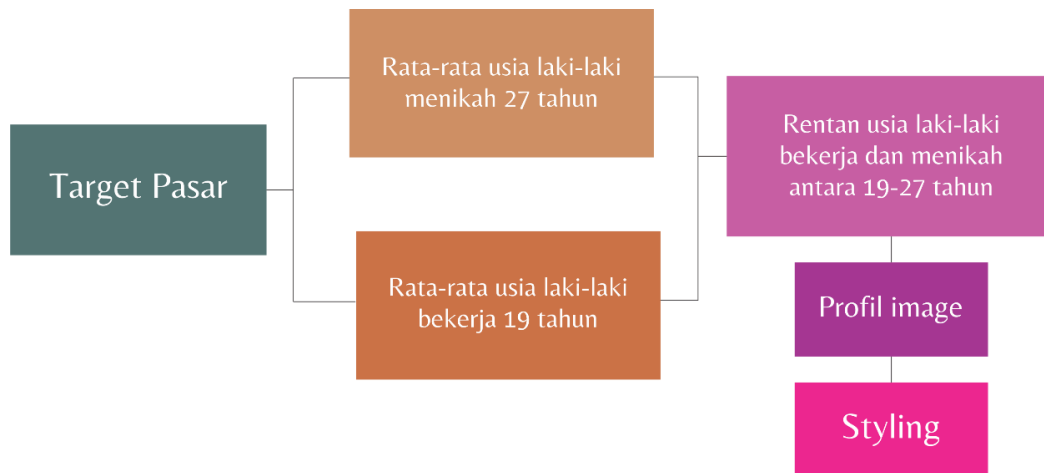 Target Pasar
Rata-rata usia laki-laki
menikah 27 tahun
Rata-rata usia laki-laki
bekerja 19 tahun
Rentan usia laki-laki
bekerja dan menikah
antara 19-27 tahun
Profil image
Styling